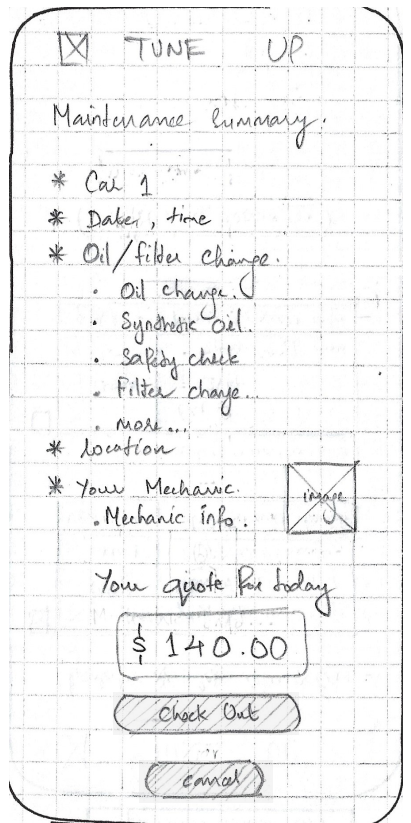 TUNE UP
Maintenance Summary.
* Car 1
* Date, time
* Oil/filter change.
. Oil change.
. Synthetic Oil.
. Safety check
. Filter change...
. more...
* location
* Your Mechanic.
. Mechanic info.
image
Your quote for today
$ 140.00
Check Out
cancel